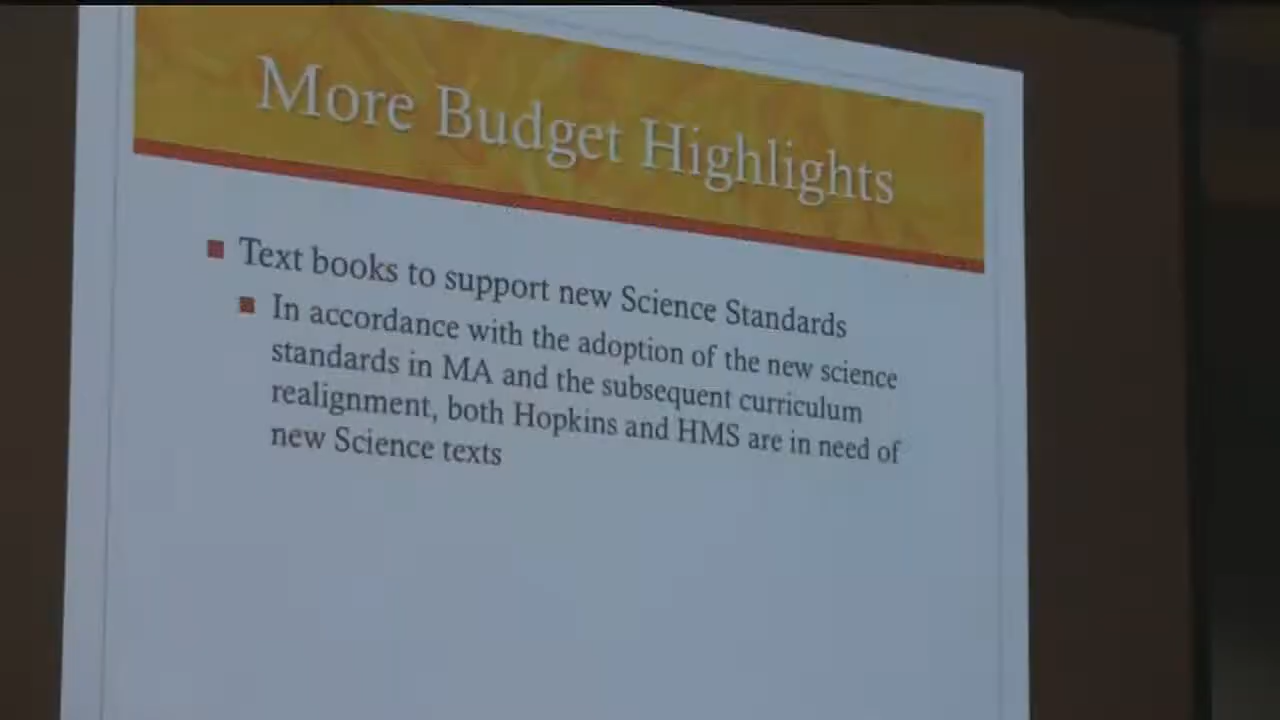 More Budget Highlights
Text books to support new Science Standards
In accordance with the adoption of the new science
standards in MA and the subsequent curriculum
realignment, both Hopkins and HMS are in need of
new Science texts